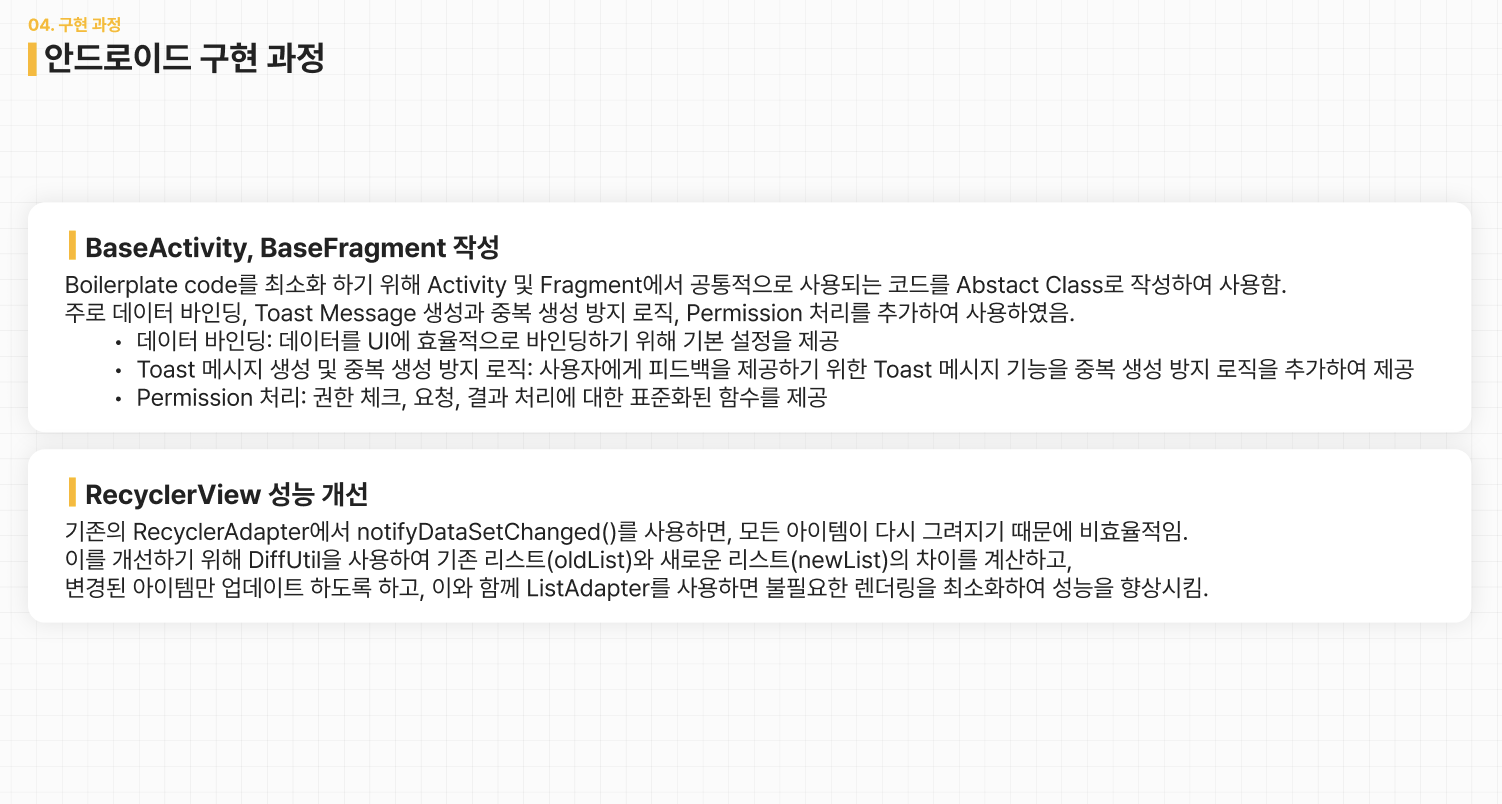 04. 구현 과정
안드로이드 구현 과정
BaseActivity, BaseFragment 작성
Boilerplate code를 최소화 하기 위해 Activity 및 Fragment에서 공통적으로 사용되는 코드를 Abstact Class로 작성하여 사용함.
주로 데이터 바인딩, Toast Message 생성과 중복 생성 방지 로직, Permission 처리를 추가하여 사용하였음.
• 데이터 바인딩: 데이터를 UI에 효율적으로 바인딩하기 위해 기본 설정을 제공
• Toast 메시지 생성 및 중복 생성 방지 로직: 사용자에게 피드백을 제공하기 위한 Toast 메시지 기능을 중복 생성 방지 로직을 추가하여 제공
• Permission 처리: 권한 체크, 요청, 결과 처리에 대한 표준화된 함수를 제공
RecyclerView 성능 개선
기존의 RecyclerAdapter에서 notifyDataSetChanged()를 사용하면, 모든 아이템이 다시 그려지기 때문에 비효율적임.
이를 개선하기 위해 DiffUtil을 사용하여 기존 리스트(oldList)와 새로운 리스트(newList)의 차이를 계산하고,
변경된 아이템만 업데이트 하도록 하고, 이와 함께 ListAdapter를 사용하면 불필요한 렌더링을 최소화하여 성능을 향상시킴.